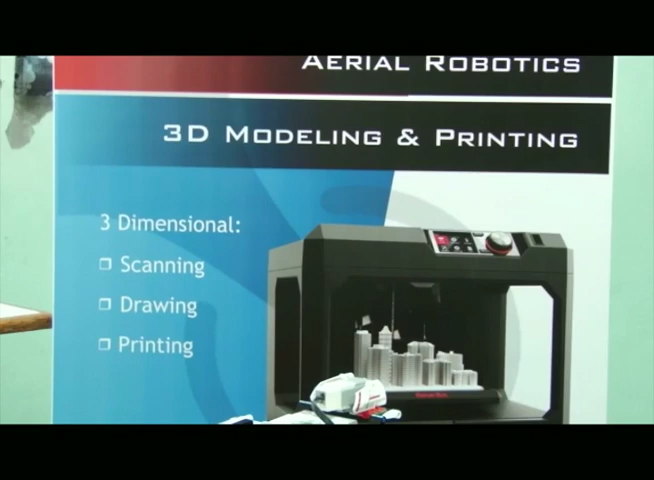 AERIAL ROBOTICS
3D MODELING & PRINTING
3 Dimensional:
❒ Scanning
❒ Drawing
❒ Printing